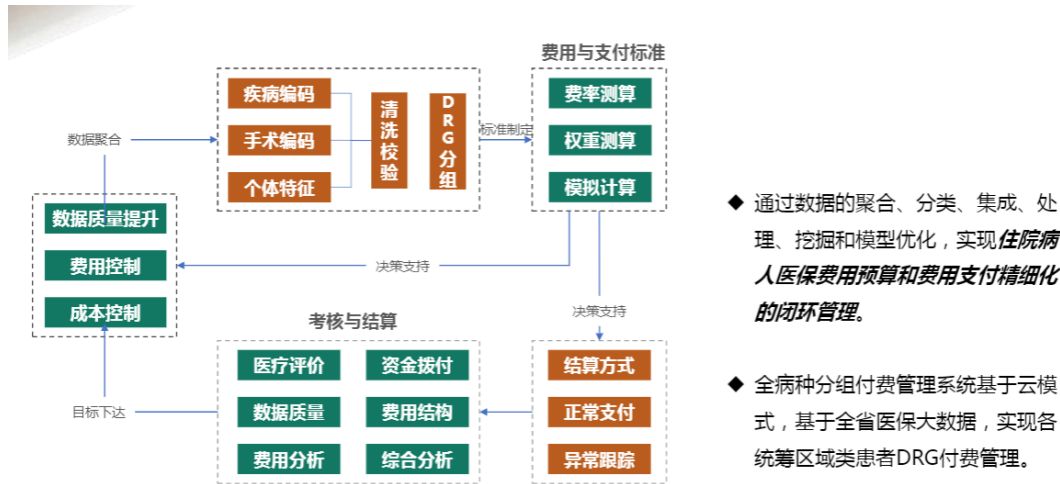 费用与支付标准
疾病编码
手术编码
个体特征
清洗校验
DRG分组
标准制定
费率测算
权重测算
模拟计算
数据聚合
数据质量提升
费用控制
成本控制
决策支持
决策支持
考核与结算
医疗评价
资金拨付
数据质量
费用结构
费用分析
综合分析
结算方式
正常支付
异常跟踪
目标下达
◆ 通过数据的聚合、分类、集成、处
理、挖掘和模型优化，实现住院病
人医保费用预算和费用支付精细化
的闭环管理。
◆ 全病种分组付费管理系统基于云模
式，基于全省医保大数据，实现各
统筹区域类患者DRG付费管理。